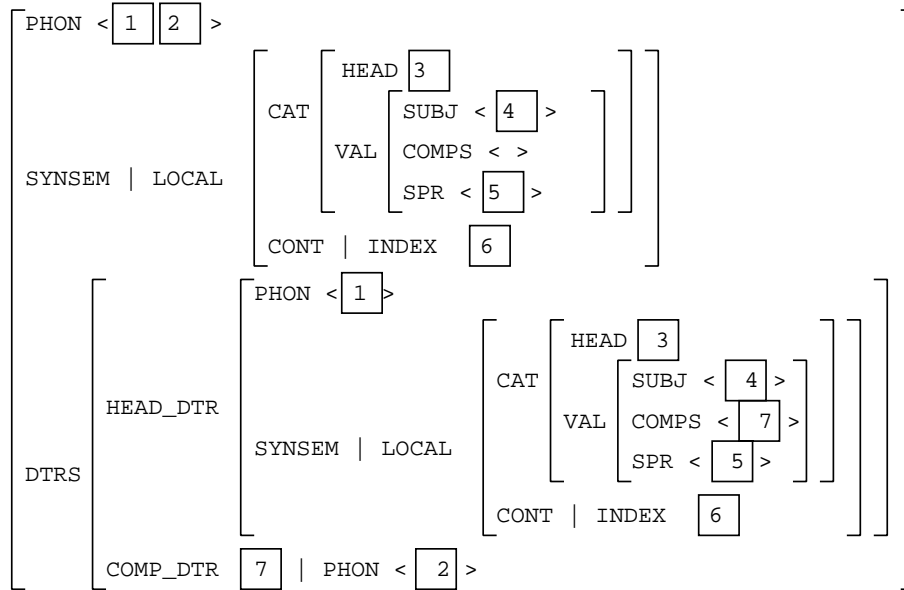 PHON < 1 2 >
HEAD 3
CAT SUBJ < 4 >
VAL COMPS < >
SYNSEM | LOCAL
SPR < 5 >
CONT | INDEX 6
PHON < 1 >
HEAD 3
CAT SUBJ < 4 >
HEAD_DTR VAL COMPS < 7 >
SYNSEM | LOCAL
SPR < 5 >
DTRS
CONT | INDEX 6
COMP_DTR 7 | PHON < 2 >